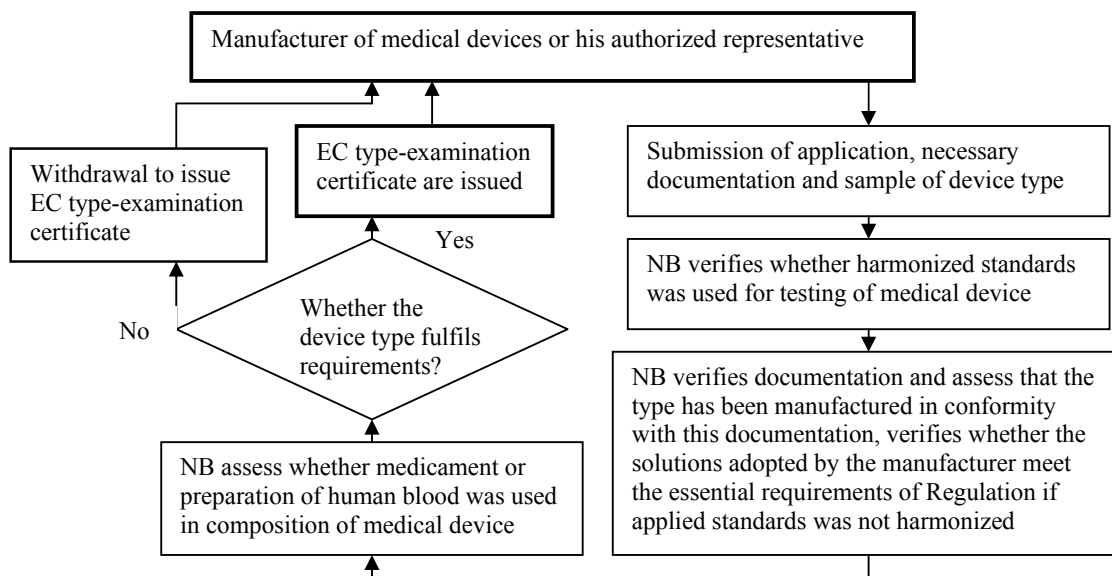 Manufacturer of medical devices or his authorized representative
Submission of application, necessary
documentation and sample of device type
NB verifies whether harmonized standards
was used for testing of medical device
NB verifies documentation and assess that the
type has been manufactured in conformity
with this documentation, verifies whether the
solutions adopted by the manufacturer meet
the essential requirements of Regulation if
applied standards was not harmonized
NB assess whether medicament or
preparation of human blood was used
in composition of medical device
Whether the
device type fulfils
requirements?
Yes
EC type-examination
certificate are issued
No
Withdrawal to issue
EC type-examination
certificate